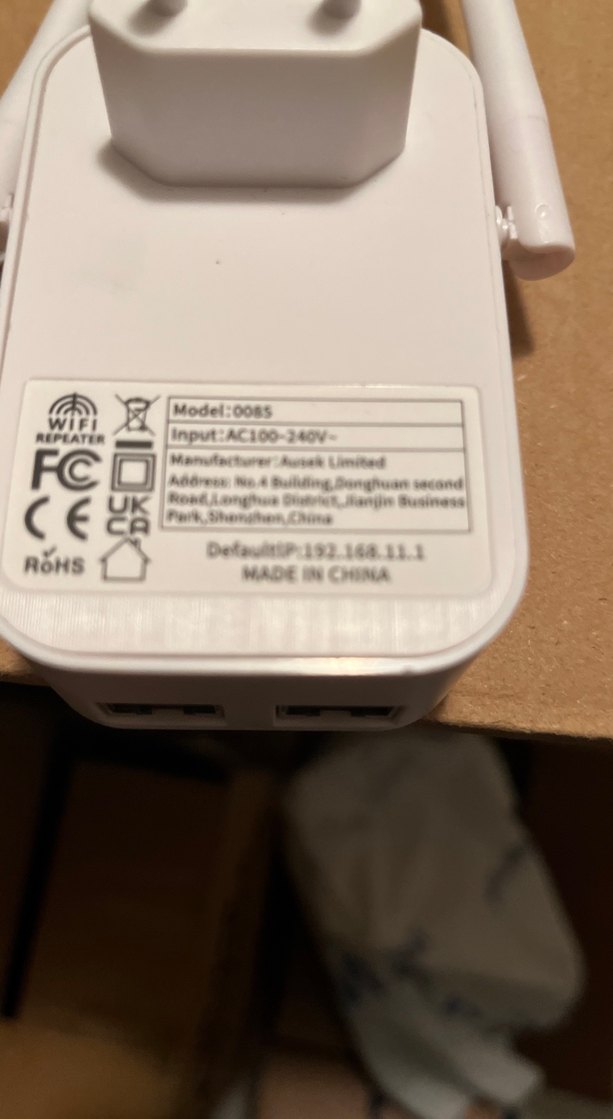 WIFI
REPEATER
FC
CE
UK
CA
RoHS
Model:0085
Input:AC100-240V~
Manufacturer:Ausek Limited
Address: No.4 Building,Donghuan second
Road,Longhua District,Jianjin Business
Park,Shenzhen,China
DefaultIP:192.168.11.1
MADE IN CHINA